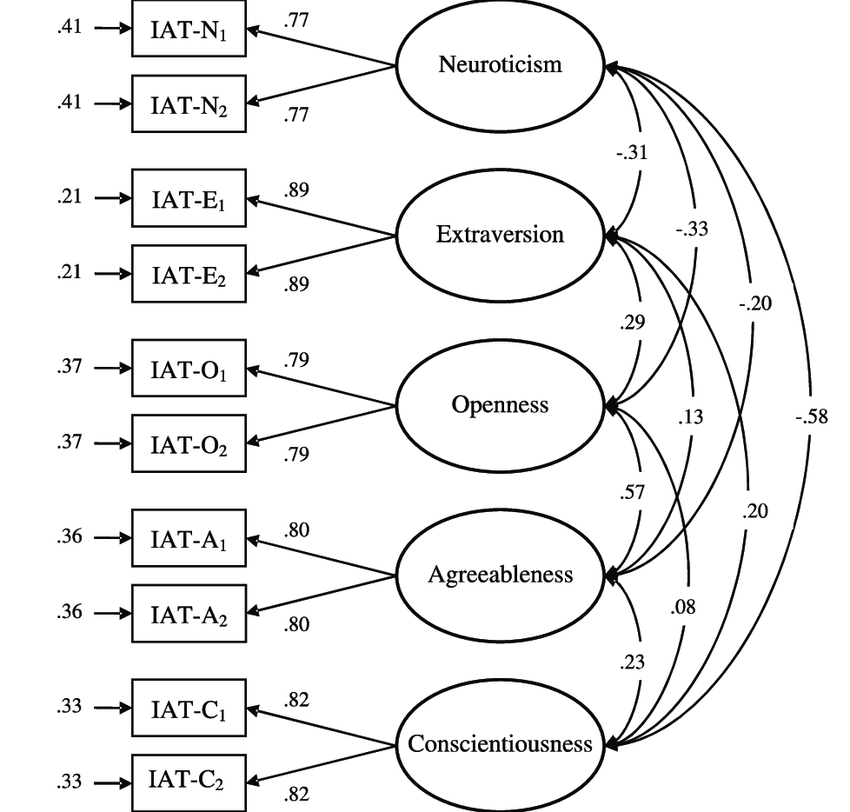 .41 IAT-N1 .77
Neuroticism
.41 IAT-N2 .77
-.31
.21 IAT-E1 .89
-.33
Extraversion
.21 IAT-E2 .89
-.20
.29
.37 IAT-O1 .79
Openness
.13 -.58
.37 IAT-O2 .79
.57
.20
.36 IAT-A1 .80
Agreeableness
.08
.36 IAT-A2 .80
.23
.33 IAT-C1 .82
Conscientiousness
.33 IAT-C2 .82